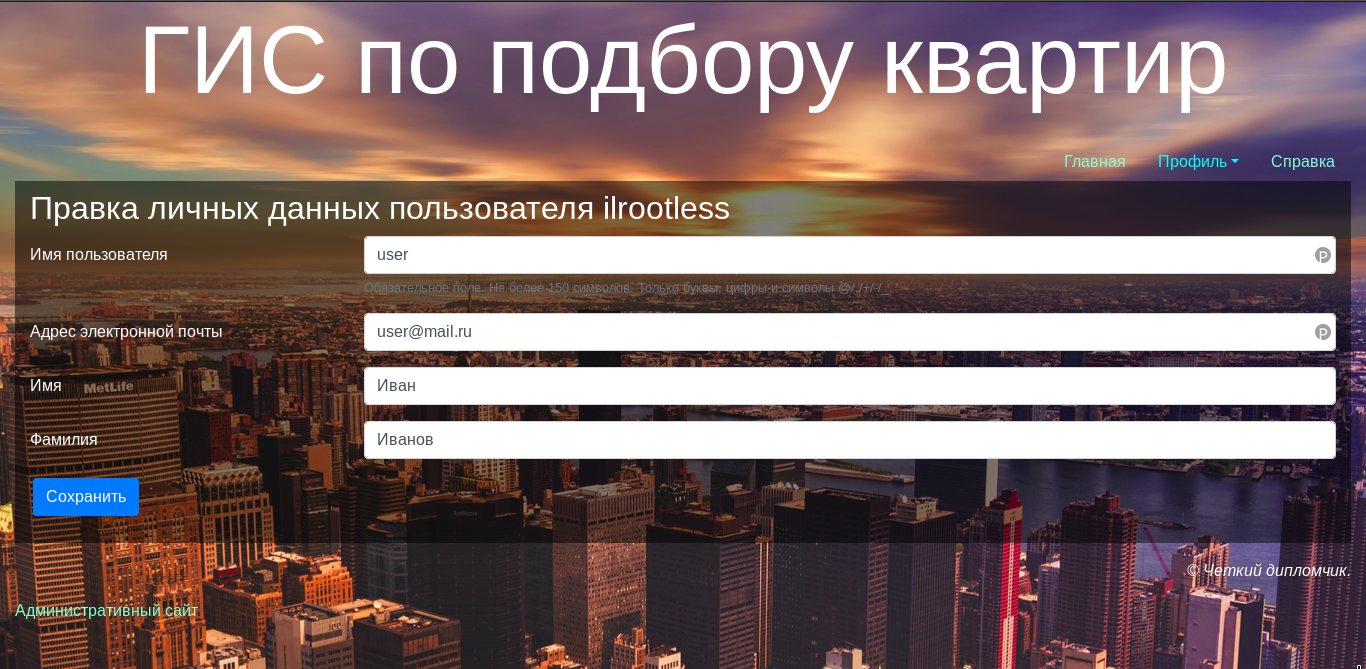 ГИС по подбору квартир
Главная Профиль Справка
Правка личных данных пользователя ilrootless
Имя пользователя user
Обязательное поле. Не более 150 символов. Только буквы, цифры и символы @/./+/-/_.
Адрес электронной почты user@mail.ru
MetLife
Имя Иван
Фамилия Иванов
Сохранить
© Четкий дипломчик.
Административный сайт